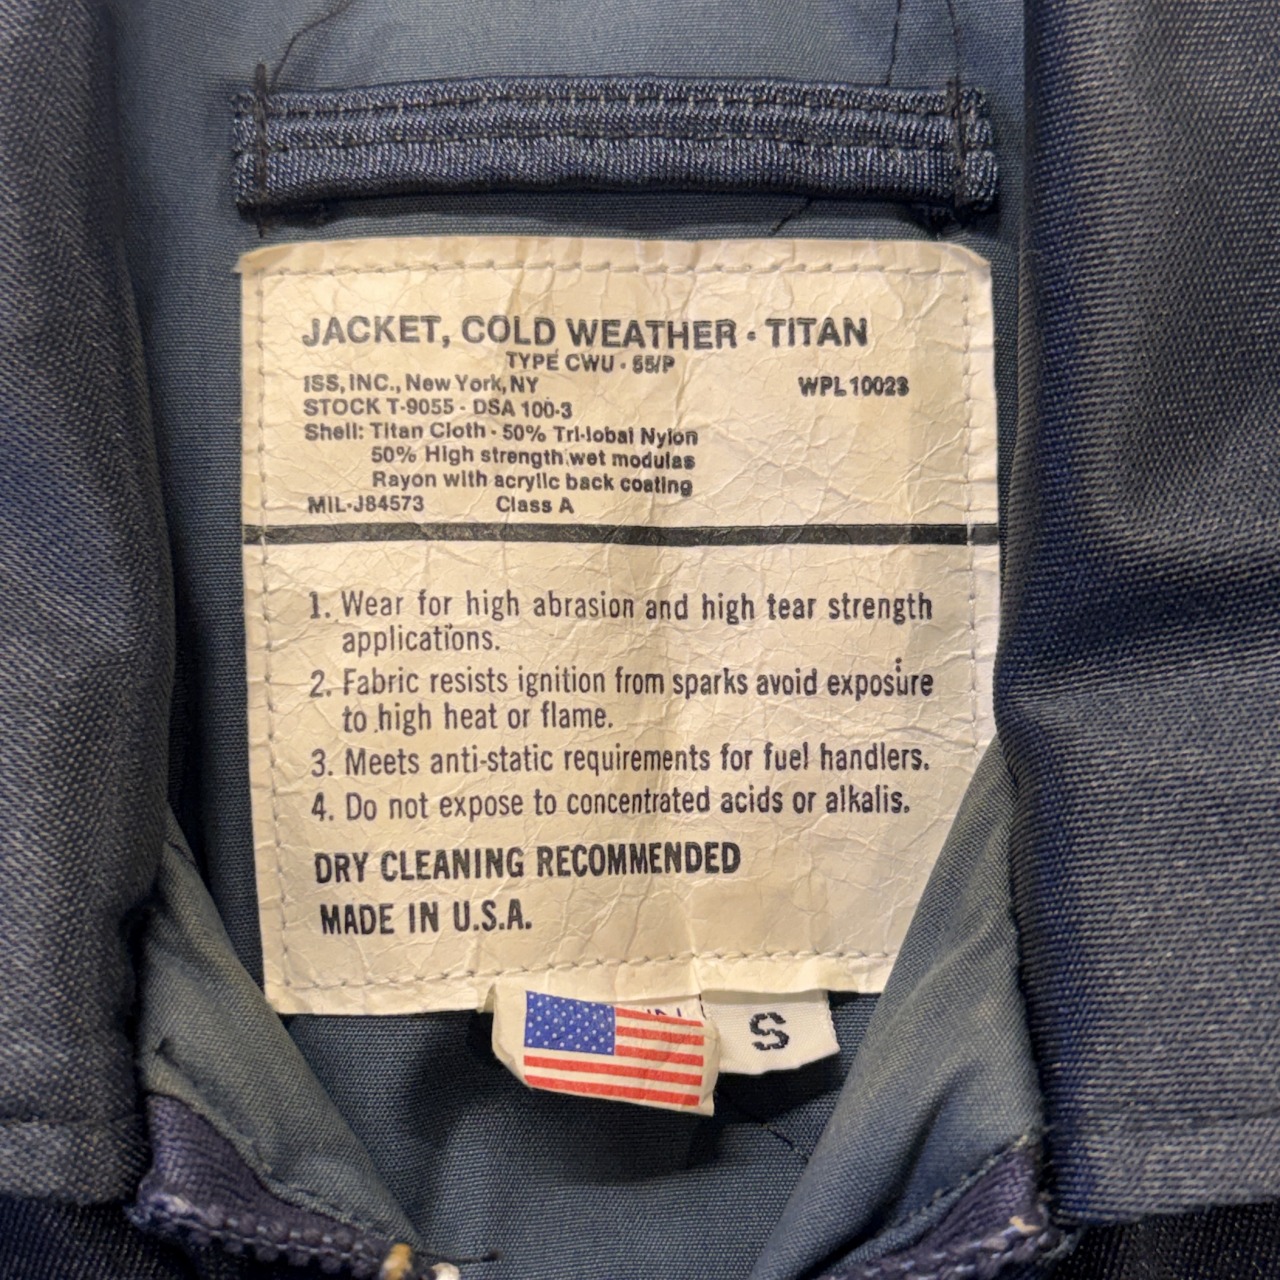 JACKET, COLD WEATHER · TITAN
TYPE CWU · 55/P
ISS, INC., New York, NY WPL 10023
STOCK T-9055 - DSA 100-3
Shell: Titan Cloth - 50% Tri-lobal Nylon
50% High strength wet modulas
Rayon with acrylic back coating
MIL-J84573 Class A
1. Wear for high abrasion and high tear strength
applications.
2. Fabric resists ignition from sparks avoid exposure
to high heat or flame.
3. Meets anti-static requirements for fuel handlers.
4. Do not expose to concentrated acids or alkalis.
DRY CLEANING RECOMMENDED
MADE IN U.S.A.
S